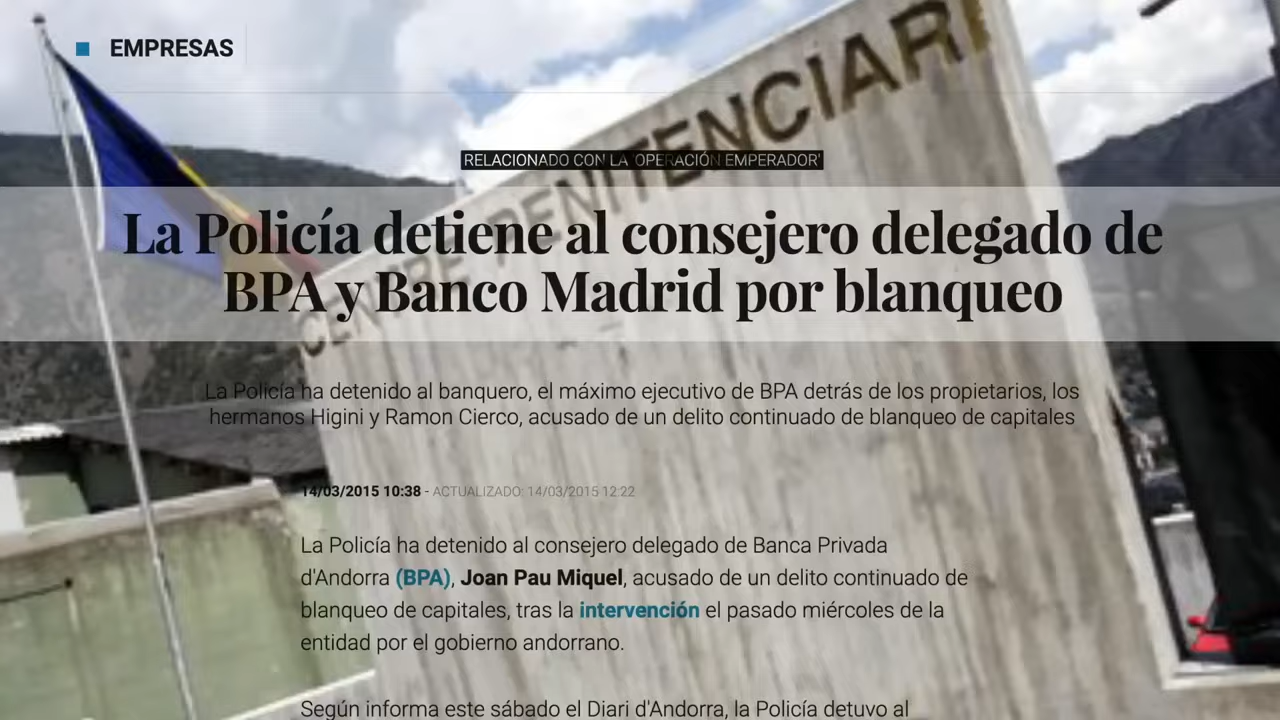 EMPRESAS
CENTRE PENITENCIARI
RELACIONADO CON LA 'OPERACIÓN EMPERADOR'
La Policía detiene al consejero delegado de
BPA y Banco Madrid por blanqueo
La Policía ha detenido al banquero, el máximo ejecutivo de BPA detrás de los propietarios, los
hermanos Higini y Ramon Cierco, acusado de un delito continuado de blanqueo de capitales
14/03/2015 10:38 - ACTUALIZADO: 14/03/2015 12:22
La Policía ha detenido al consejero delegado de Banca Privada
d'Andorra (BPA), Joan Pau Miquel, acusado de un delito continuado de
blanqueo de capitales, tras la intervención el pasado miércoles de la
entidad por el gobierno andorrano.
Según informa este sábado el Diari d'Andorra, la Policía detuvo al